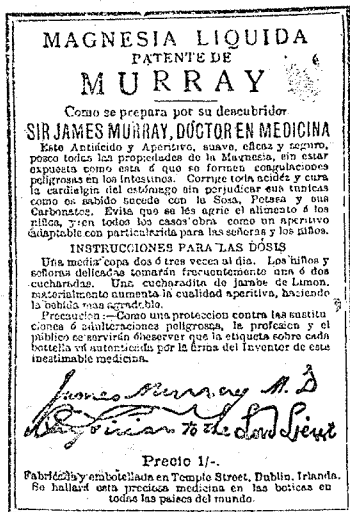 MAGNESIA LIQUIDA
PATENTE DE
MURRAY
Como se prepara por su descubridor
SIR JAMES MURRAY, DOCTOR EN MEDICINA
Este Antiácido y Aperitivo, suave, eficaz y seguro,
posee todas las propiedades de la Magnesia, sin estar
expuesta como esta á que se formen coagulaciones
peligrosas en los intestinos. Corrige toda acidéz y cura
la cardialgia del estómago sin perjudicar sus tunicas
como es sabido sucede con la Sosa, Potasa y sus
Carbonatos. Evita que se les agrie el alimento á los
niños, y en todos los casos obra como un aperitivo
adaptable con particularida para las señoras y los niños.
INSTRUCCIONES PARA LAS DÓSIS
Una media copa dos ó tres veces al dia. Los niños y
señoras delicadas tomarán frecuentemente una ó dos
cucharadas. Una cucharadita de jarabe de Limon,
materialmente aumenta la cualidad aperitiva, haciendo
la bebida mas agradable.
Precaucion:—Como una proteccion contra las sustitu
ciones ó adulteraciones peligrosas, la profesion y el
público se servirán observer que la etiqueta sobre cada
botella vá autenticada por la firma del Inventor de este
inestimable medicina.
James Murray M.D
Physician to the Lord Lieut
Precio 1/-.
Fabricada y embotellada en Temple Street, Dublin, Irlanda.
Se hallará esta preciosa medicina en las boticas en
todas las paises del mundo.